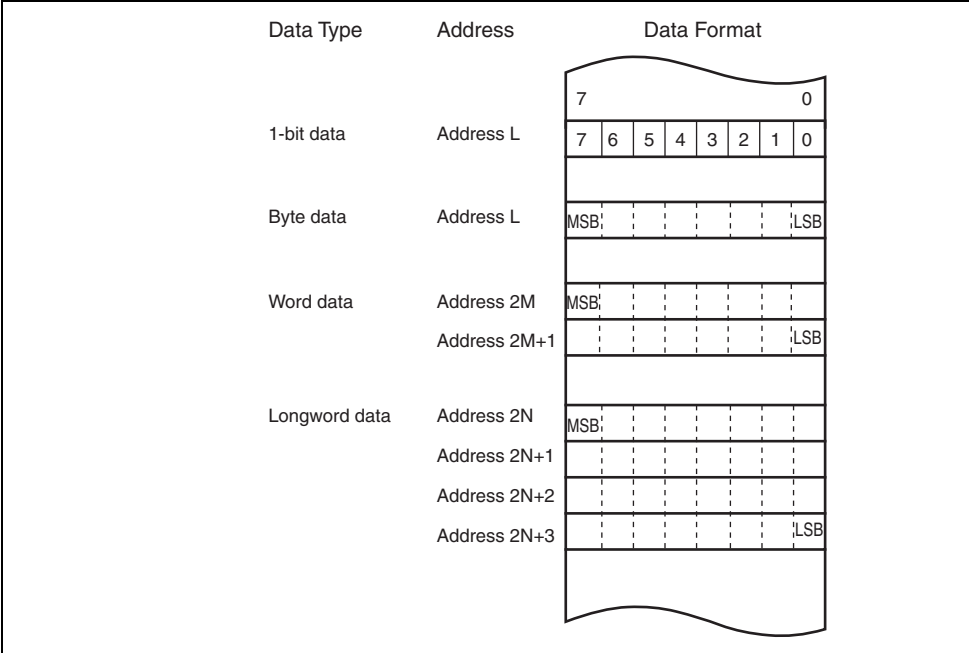 Data Type Address Data Format
7 0
1-bit data Address L 7 6 5 4 3 2 1 0
Byte data Address L MSB LSB
Word data Address 2M MSB
Address 2M+1 LSB
Longword data Address 2N MSB
Address 2N+1
Address 2N+2
Address 2N+3 LSB